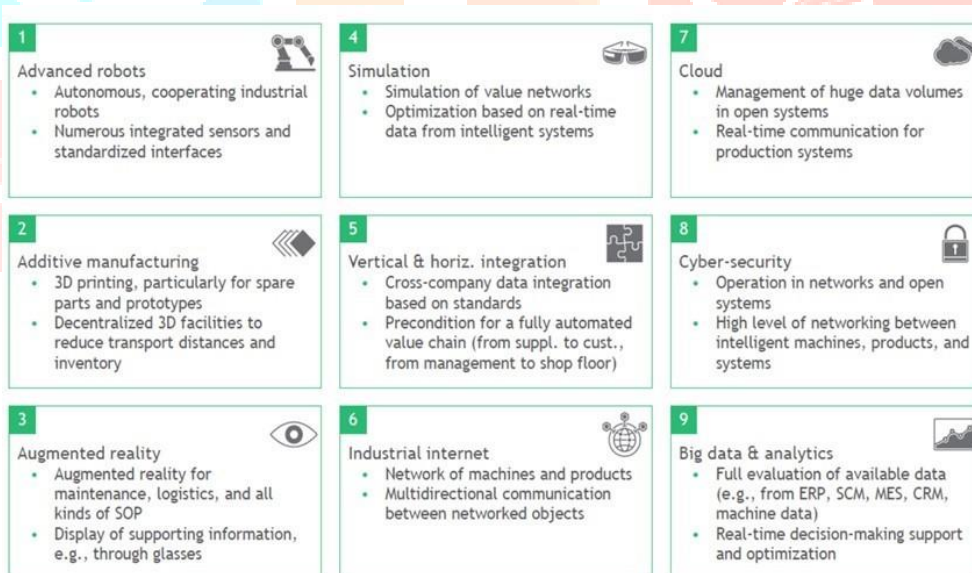 1
Advanced robots
• Autonomous, cooperating industrial
robots
• Numerous integrated sensors and
standardized interfaces
2
Additive manufacturing
• 3D printing, particularly for spare
parts and prototypes
• Decentralized 3D facilities to
reduce transport distances and
inventory
3
Augmented reality
• Augmented reality for
maintenance, logistics, and all
kinds of SOP
• Display of supporting information,
e.g., through glasses
4
Simulation
• Simulation of value networks
• Optimization based on real-time
data from intelligent systems
5
Vertical & horiz. integration
• Cross-company data integration
based on standards
• Precondition for a fully automated
value chain (from suppl. to cust.,
from management to shop floor)
6
Industrial internet
• Network of machines and products
• Multidirectional communication
between networked objects
7
Cloud
• Management of huge data volumes
in open systems
• Real-time communication for
production systems
8
Cyber-security
• Operation in networks and open
systems
• High level of networking between
intelligent machines, products, and
systems
9
Big data & analytics
• Full evaluation of available data
(e.g., from ERP, SCM, MES, CRM,
machine data)
• Real-time decision-making support
and optimization